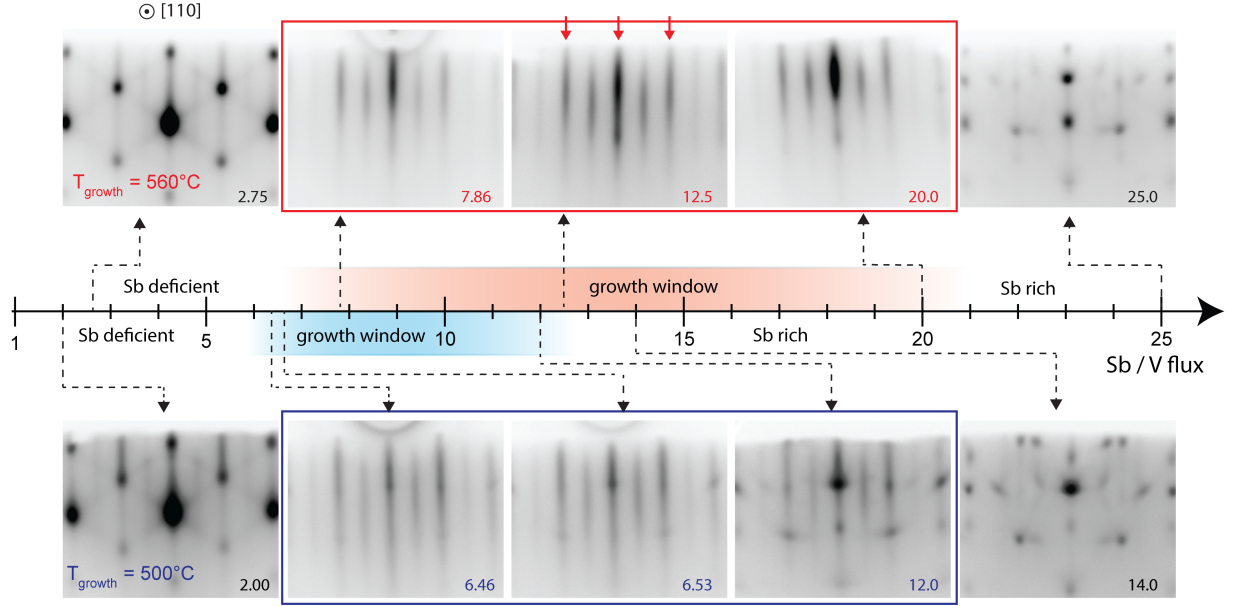 ⊙ [110]
Tgrowth = 560°C
2.75
7.86
12.5
20.0
25.0
Sb deficient
growth window
Sb rich
1
Sb deficient
5
growth window
10
15
Sb rich
20
25
Sb / V flux
Tgrowth = 500°C
2.00
6.46
6.53
12.0
14.0